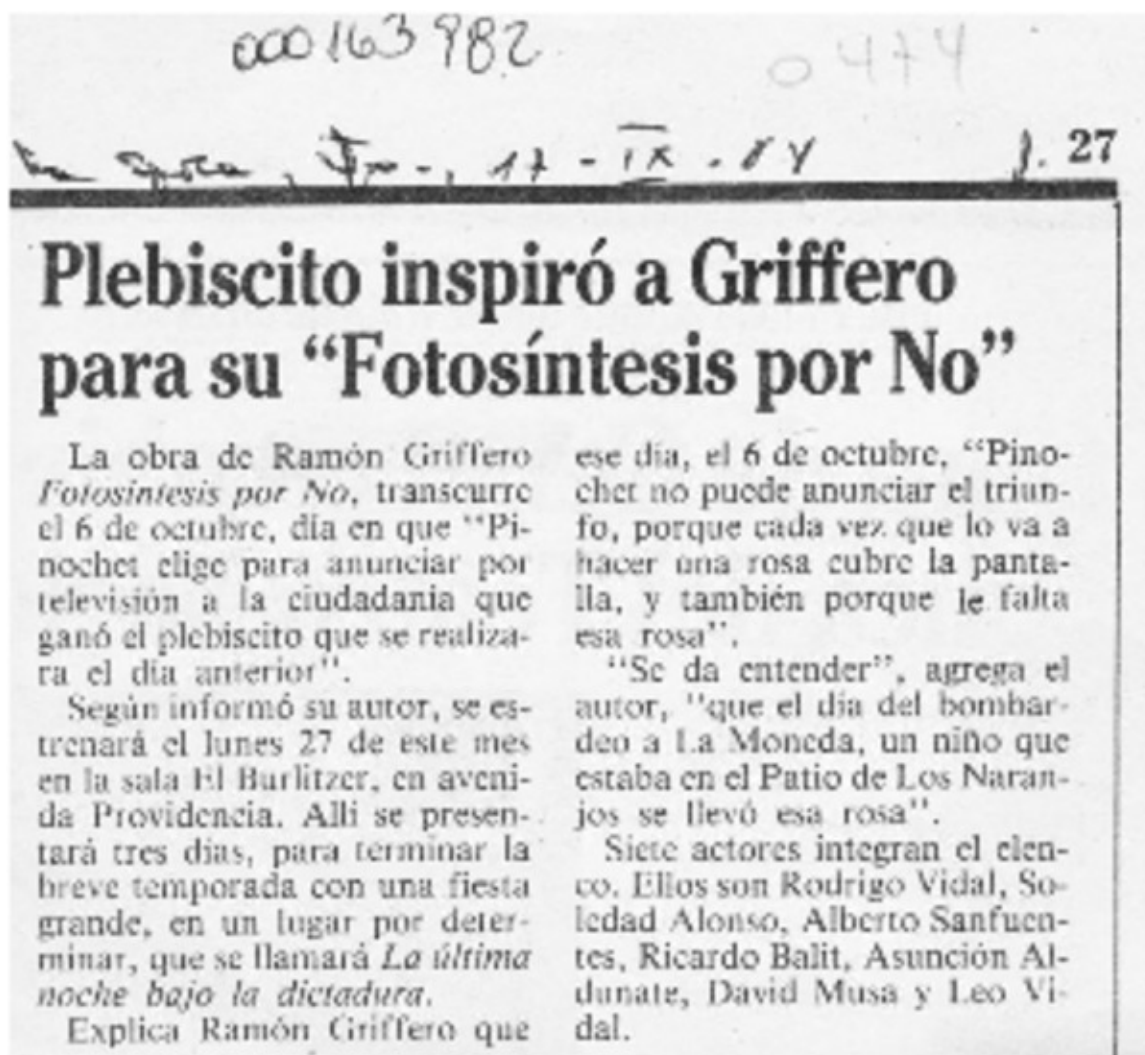 000163982
0474
La Epoca, Stgo., 17-IX-88 p. 27
Plebiscito inspiró a Griffero
para su “Fotosíntesis por No”
La obra de Ramón Griffero
Fotosíntesis por No, transcurre
el 6 de octubre, día en que “Pi-
nochet elige para anunciar por
televisión a la ciudadanía que
ganó el plebiscito que se realiza-
ra el día anterior”.
Según informó su autor, se es-
trenará el lunes 27 de este mes
en la sala El Burlitzer, en aveni-
da Providencia. Allí se presen-
tará tres días, para terminar la
breve temporada con una fiesta
grande, en un lugar por deter-
minar, que se llamará La última
noche bajo la dictadura.
Explica Ramón Griffero que
ese día, el 6 de octubre, “Pino-
chet no puede anunciar el triun-
fo, porque cada vez que lo va a
hacer una rosa cubre la panta-
lla, y también porque le falta
esa rosa”.
“Se da entender”, agrega el
autor, “que el día del bombar-
deo a La Moneda, un niño que
estaba en el Patio de Los Naran-
jos se llevó esa rosa”.
Siete actores integran el elen-
co. Ellos son Rodrigo Vidal, So-
ledad Alonso, Alberto Sanfuen-
tes, Ricardo Balit, Asunción Al-
dunate, David Musa y Leo Vi-
dal.